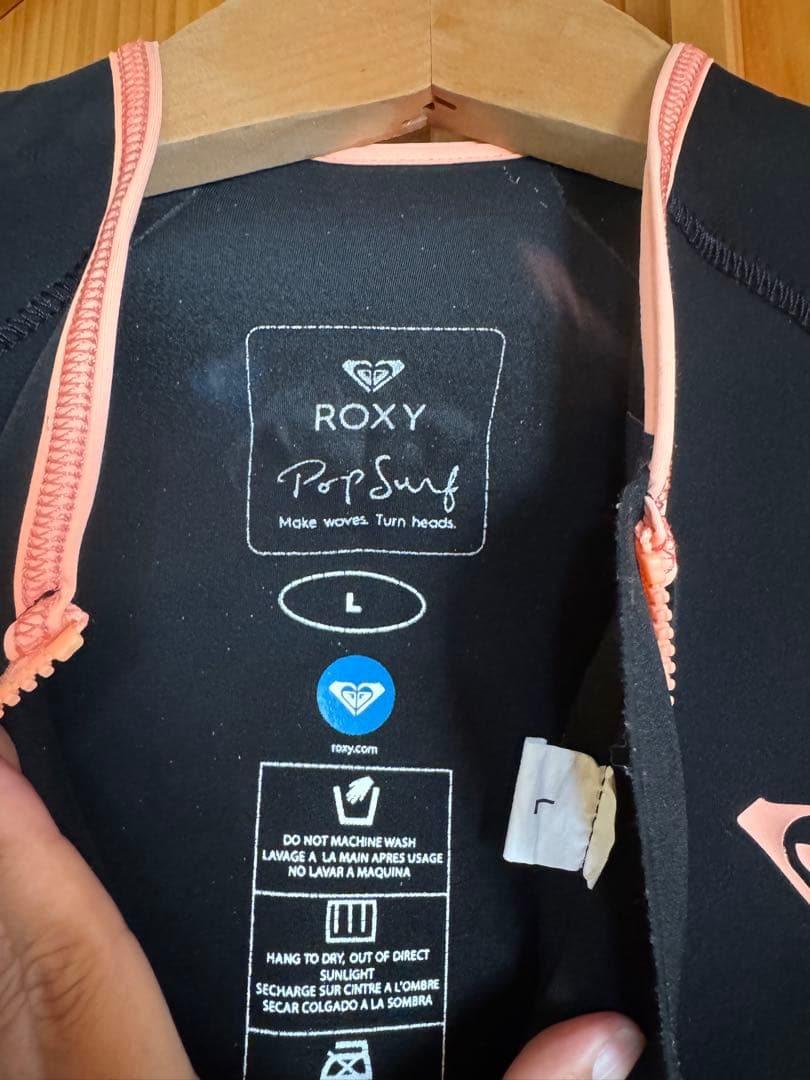 ROXY
Pop Surf
Make waves. Turn heads.
L
roxy.com
L
DO NOT MACHINE WASH
LAVAGE A LA MAIN APRES USAGE
NO LAVAR A MAQUINA
HANG TO DRY, OUT OF DIRECT
SUNLIGHT
SECHARGE SUR CINTRE A L'OMBRE
SECAR COLGADO A LA SOMBRA